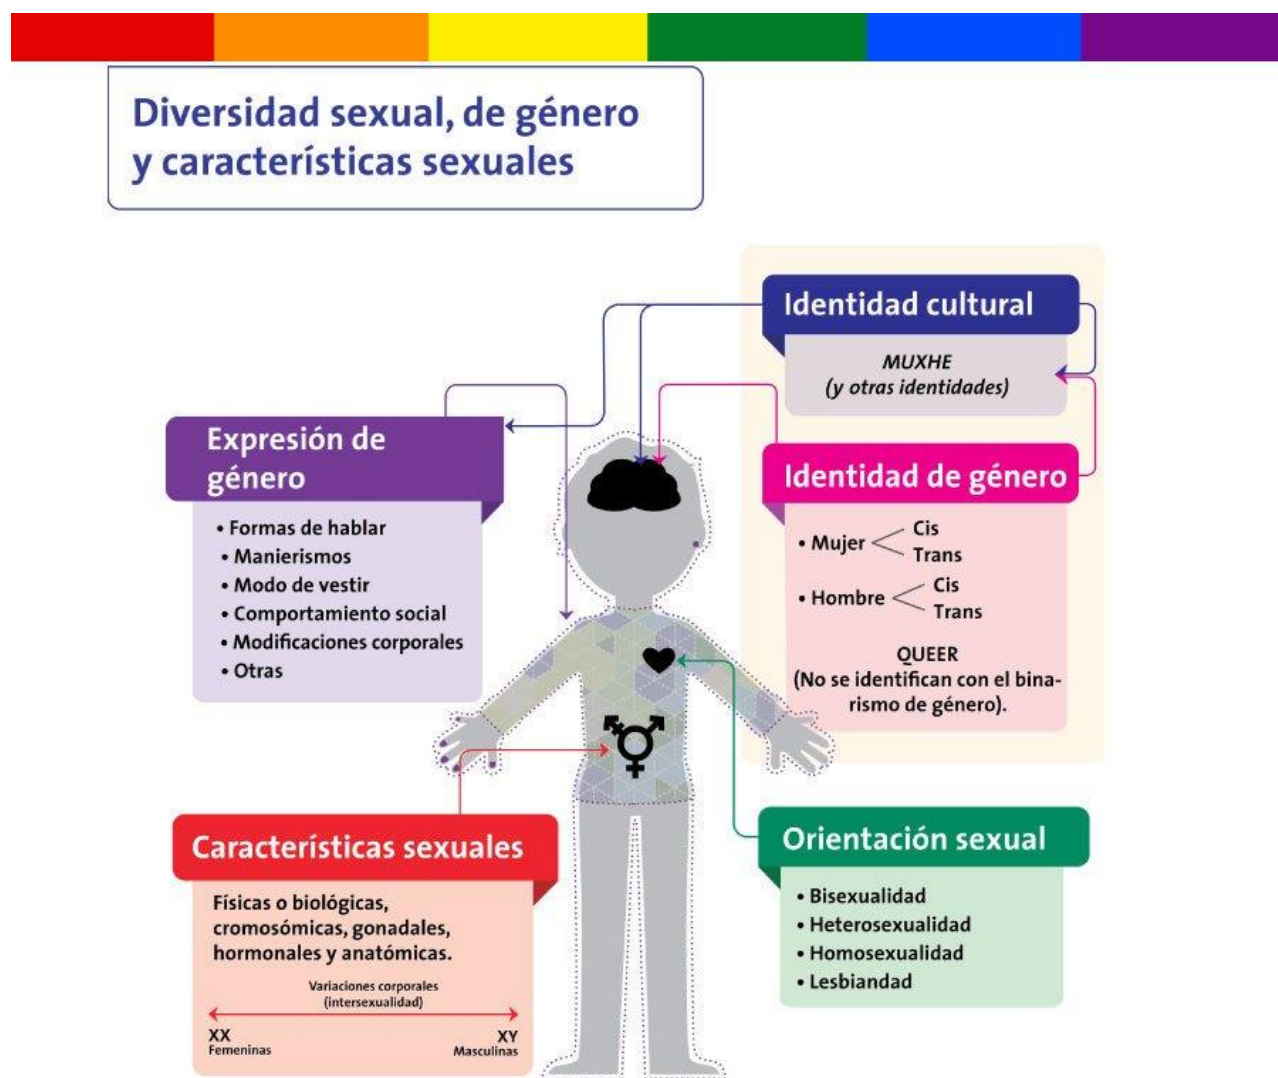 Diversidad sexual, de género
y características sexuales
Identidad cultural
MUXHE
(y otras identidades)
Expresión de
género
• Formas de hablar
• Manierismos
• Modo de vestir
• Comportamiento social
• Modificaciones corporales
• Otras
Identidad de género
• Mujer
Cis
Trans
• Hombre
Cis
Trans
QUEER
(No se identifican con el bina-
rismo de género).
Características sexuales
Físicas o biológicas,
cromosómicas, gonadales,
hormonales y anatómicas.
Variaciones corporales
(intersexualidad)
XX
Femeninas
XY
Masculinas
Orientación sexual
• Bisexualidad
• Heterosexualidad
• Homosexualidad
• Lesbiandad